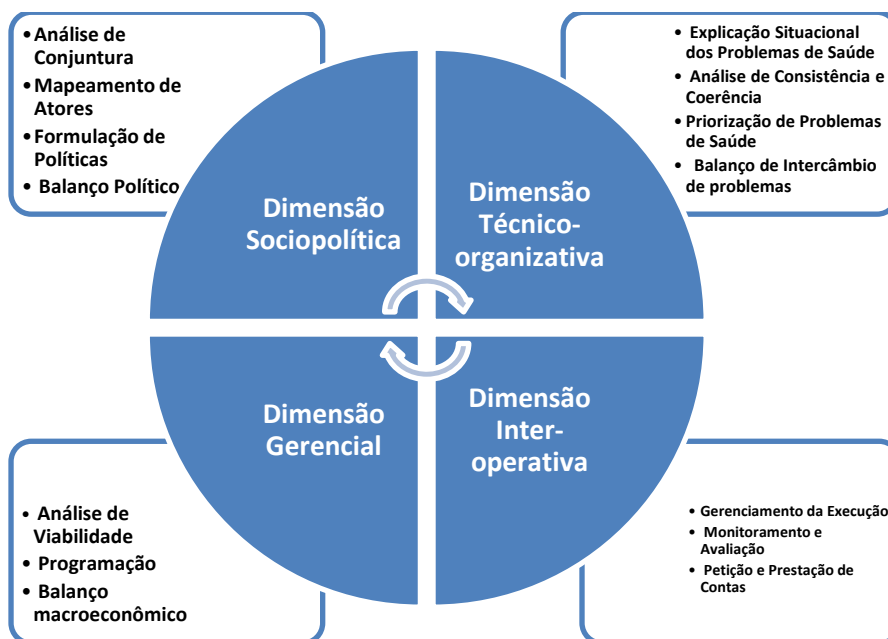 •Análise de
Conjuntura
•Mapeamento de
Atores
•Formulação de
Políticas
• Balanço Político
• Explicação Situacional
dos Problemas de Saúde
• Análise de Consistência e
Coerência
•Priorização de Problemas
de Saúde
• Balanço de Intercâmbio
de problemas
Dimensão
Sociopolítica
Dimensão
Técnico-
organizativa
Dimensão
Gerencial
Dimensão
Inter-
operativa
• Análise de
Viabilidade
• Programação
• Balanço
macroeconômico
• Gerenciamento da Execução
• Monitoramento e
Avaliação
• Petição e Prestação de
Contas